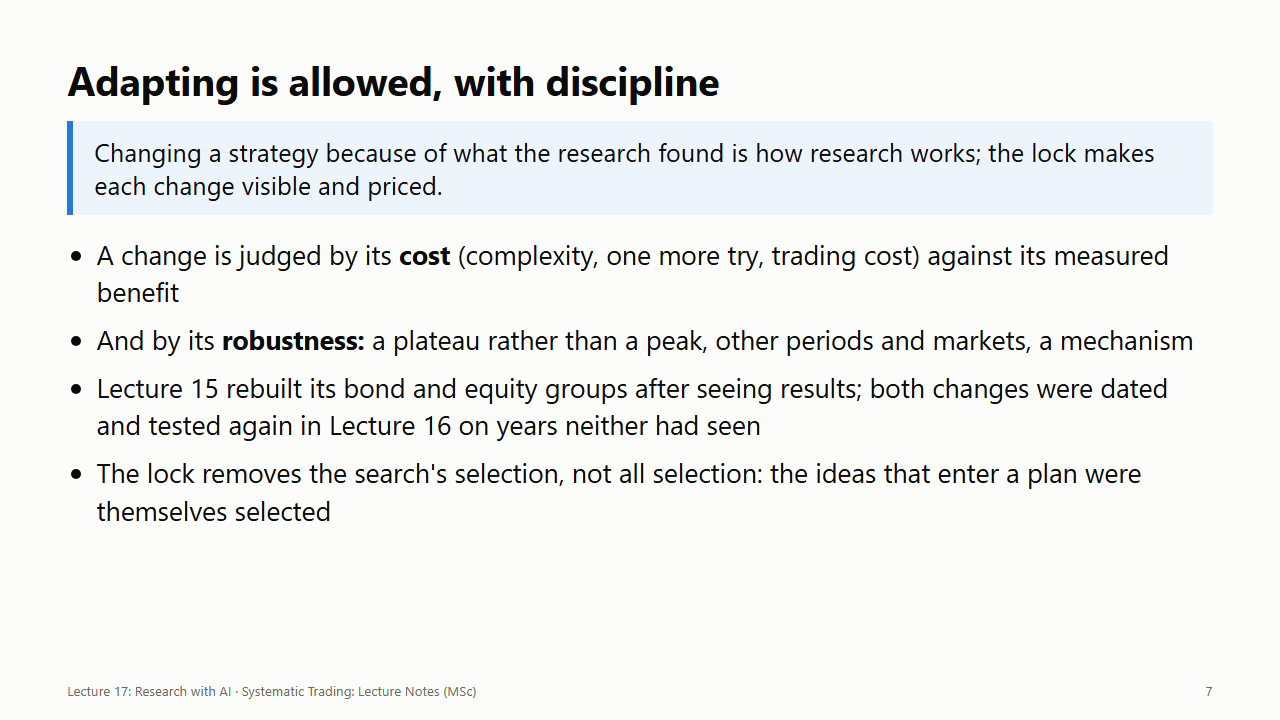 Adapting is allowed, with discipline
Changing a strategy because of what the research found is how research works; the lock makes
each change visible and priced.
• A change is judged by its cost (complexity, one more try, trading cost) against its measured
benefit
• And by its robustness: a plateau rather than a peak, other periods and markets, a mechanism
• Lecture 15 rebuilt its bond and equity groups after seeing results; both changes were dated
and tested again in Lecture 16 on years neither had seen
• The lock removes the search's selection, not all selection: the ideas that enter a plan were
themselves selected
Lecture 17: Research with AI · Systematic Trading: Lecture Notes (MSc)
7